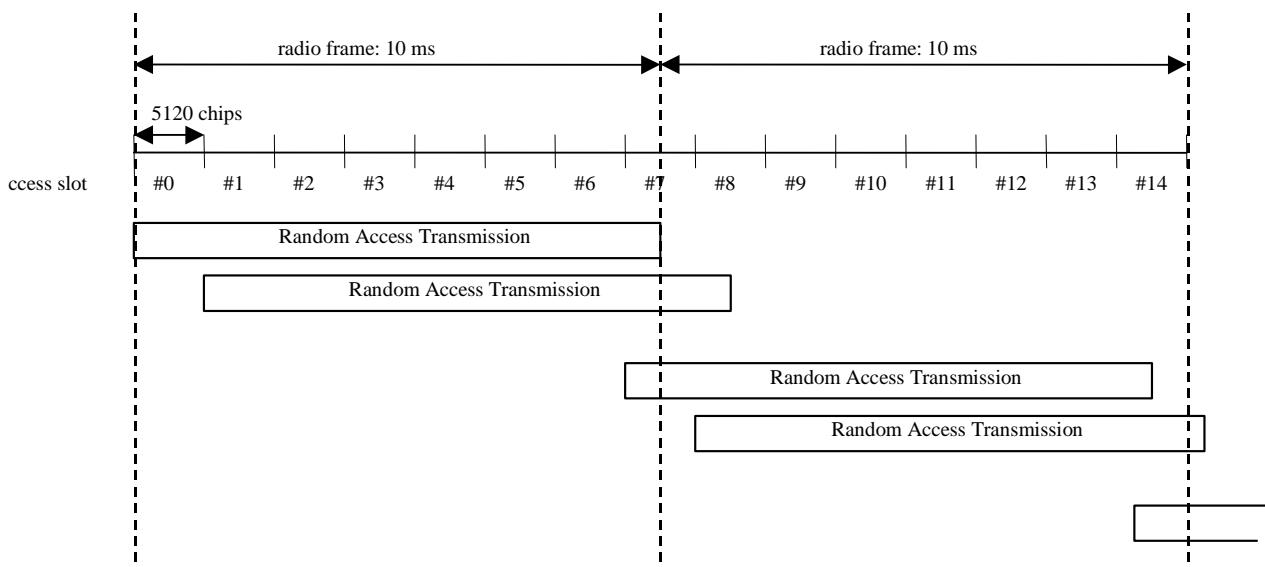 radio frame: 10 ms radio frame: 10 ms
5120 chips
ccess slot #0 #1 #2 #3 #4 #5 #6 #7 #8 #9 #10 #11 #12 #13 #14
Random Access Transmission
Random Access Transmission
Random Access Transmission
Random Access Transmission